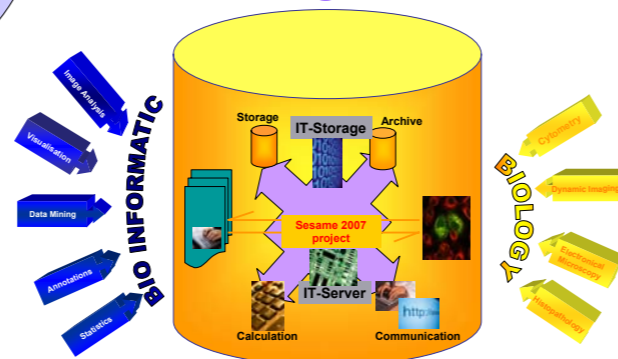 Image Analysis
Visualisation
Data Mining
Annotations
Statistics
BIO INFORMATIC
Storage
IT-Storage
Archive
Sesame 2007
project
IT-Server
Calculation
Communication
http://
BIOLOGY
Cytometry
Dynamic Imaging
Electronical
Microscopy
Histopathology